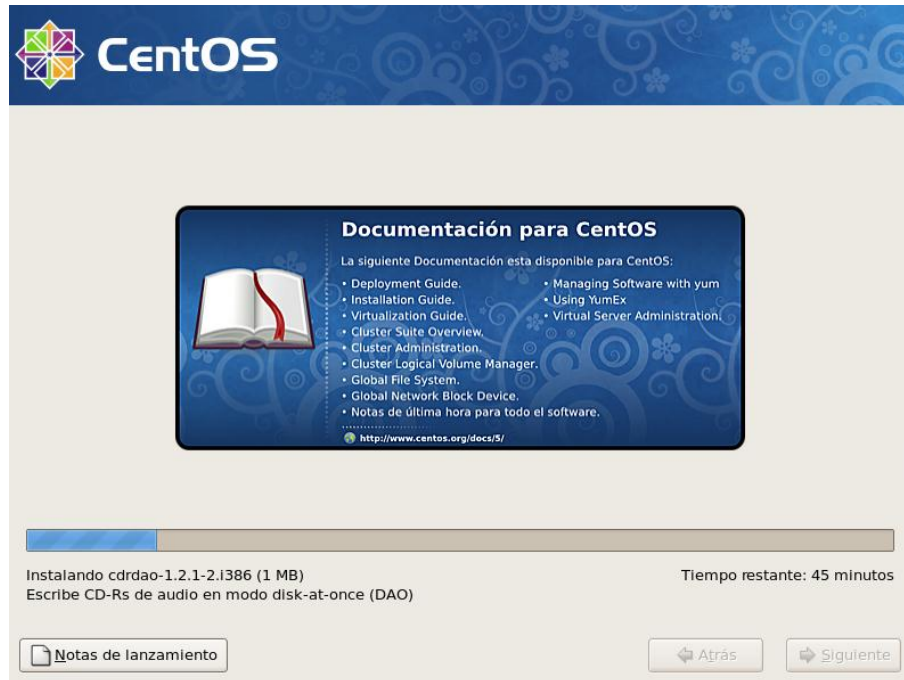 CentOS
Documentación para CentOS
La siguiente Documentación esta disponible para CentOS:
• Deployment Guide.
• Installation Guide.
• Virtualization Guide.
• Cluster Suite Overview.
• Cluster Administration.
• Cluster Logical Volume Manager.
• Global File System.
• Global Network Block Device.
• Notas de última hora para todo el software.
• Managing Software with yum
• Using YumEx
• Virtual Server Administration.
http://www.centos.org/docs/5/
Instalando cdrdao-1.2.1-2.i386 (1 MB)
Escribe CD-Rs de audio en modo disk-at-once (DAO)
Tiempo restante: 45 minutos
Notas de lanzamiento
Atrás
Siguiente